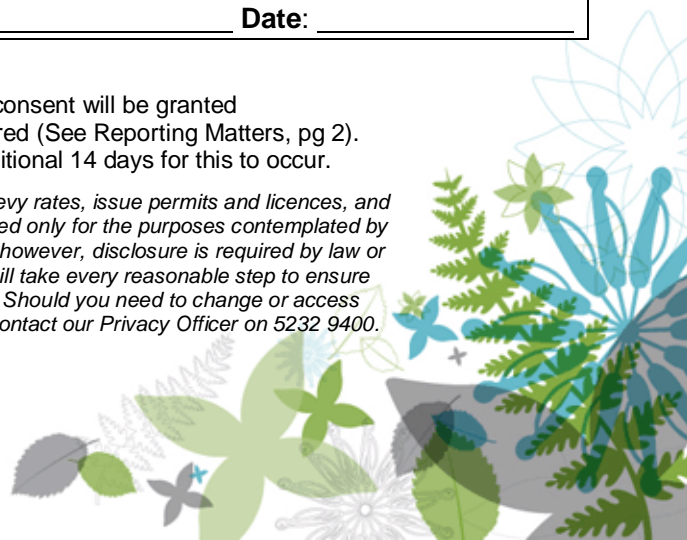 Date:
consent will be granted
red (See Reporting Matters, pg 2).
itional 14 days for this to occur.
evy rates, issue permits and licences, and
ed only for the purposes contemplated by
however, disclosure is required by law or
ill take every reasonable step to ensure
Should you need to change or access
ontact our Privacy Officer on 5232 9400.